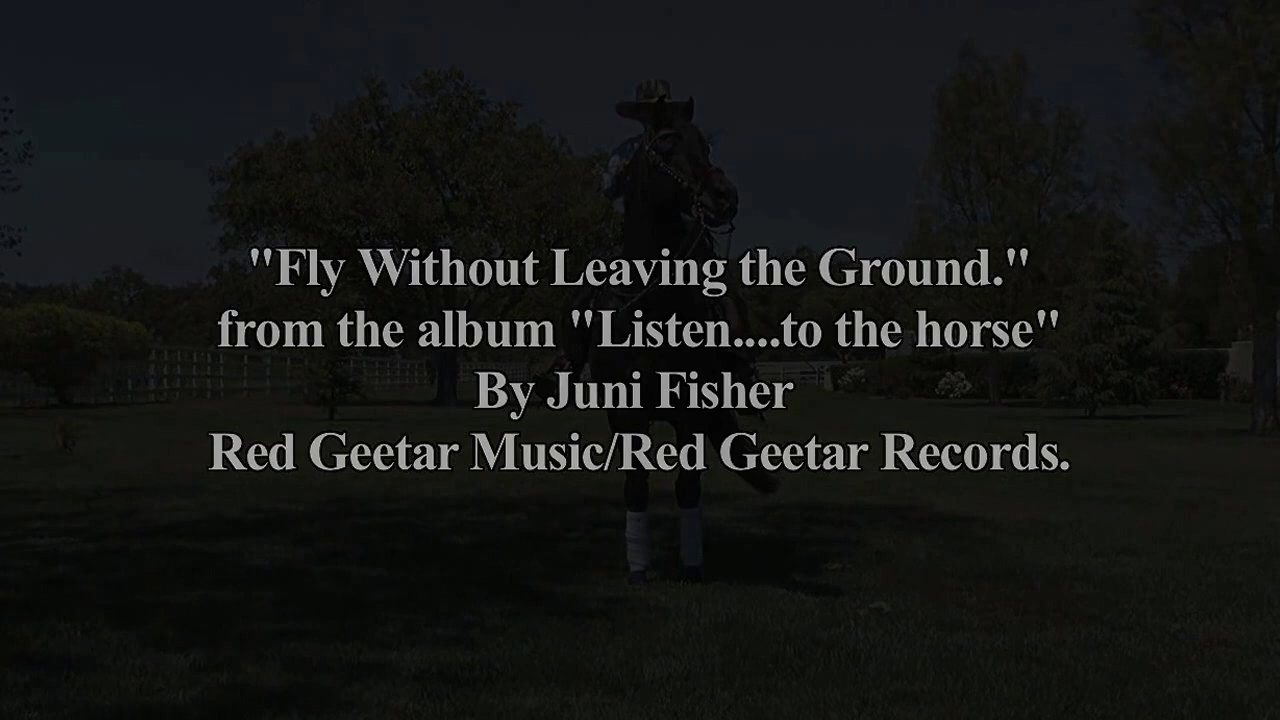 "Fly Without Leaving the Ground."
from the album "Listen....to the horse"
By Juni Fisher
Red Geetar Music/Red Geetar Records.